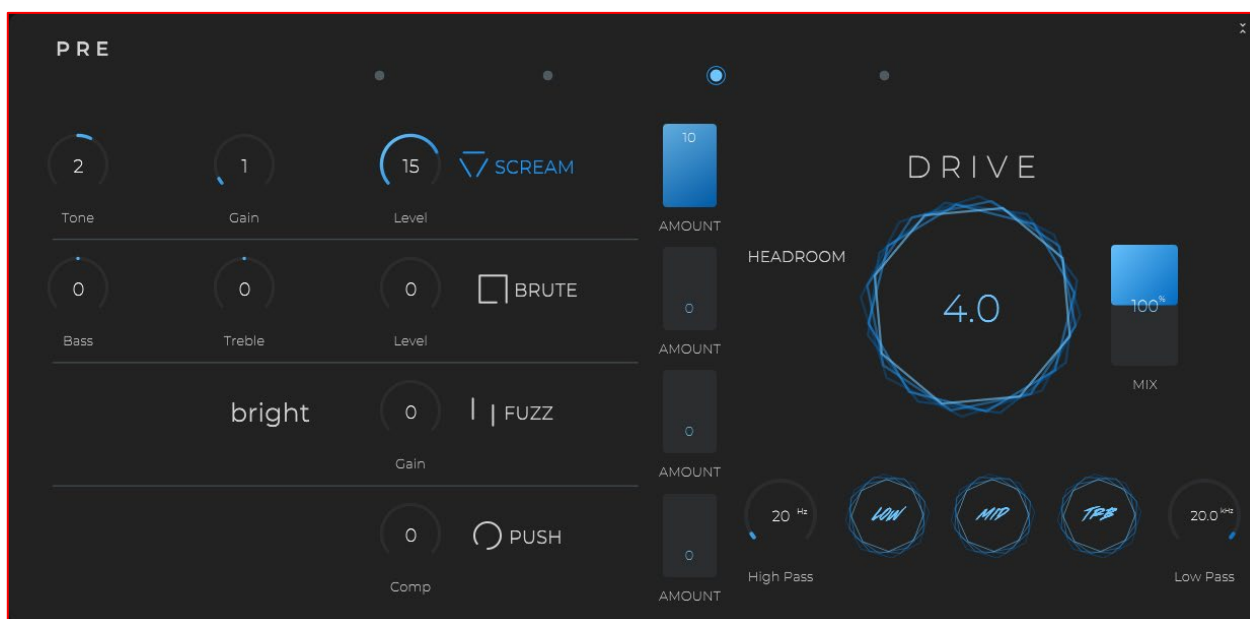 PRE
2
1
15
SCREAM
Tone
Gain
Level
10
AMOUNT
0
0
0
BRUTE
Bass
Treble
Level
0
AMOUNT
bright
0
FUZZ
Gain
0
AMOUNT
0
PUSH
Comp
0
AMOUNT
DRIVE
HEADROOM
4.0
100%
MIX
20 Hz
LOW
MID
TRB
20.0 kHz
High Pass
Low Pass